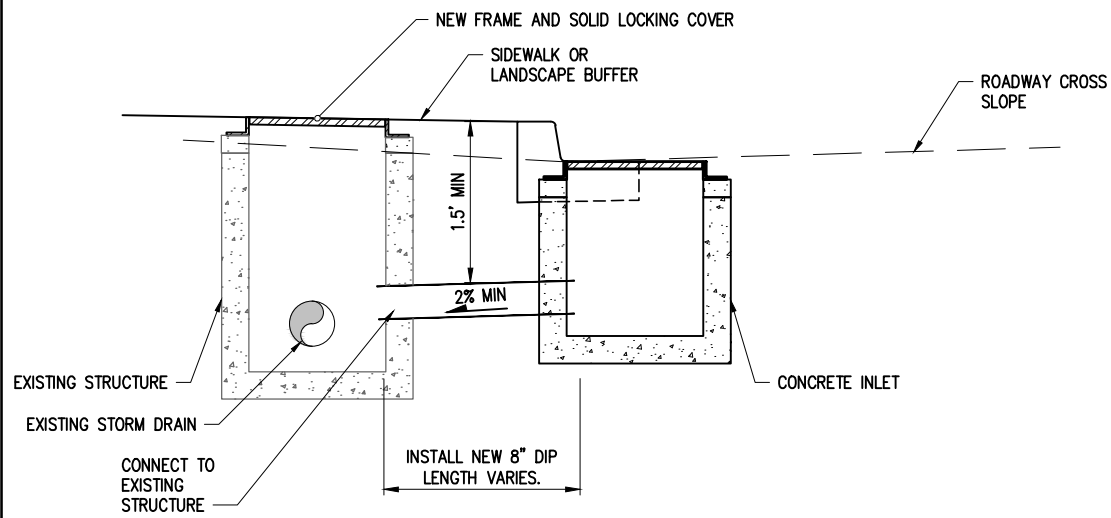 NEW FRAME AND SOLID LOCKING COVER
SIDEWALK OR
LANDSCAPE BUFFER
ROADWAY CROSS
SLOPE
1.5' MIN
2% MIN
EXISTING STRUCTURE
CONCRETE INLET
EXISTING STORM DRAIN
CONNECT TO
EXISTING
STRUCTURE
INSTALL NEW 8" DIP
LENGTH VARIES.